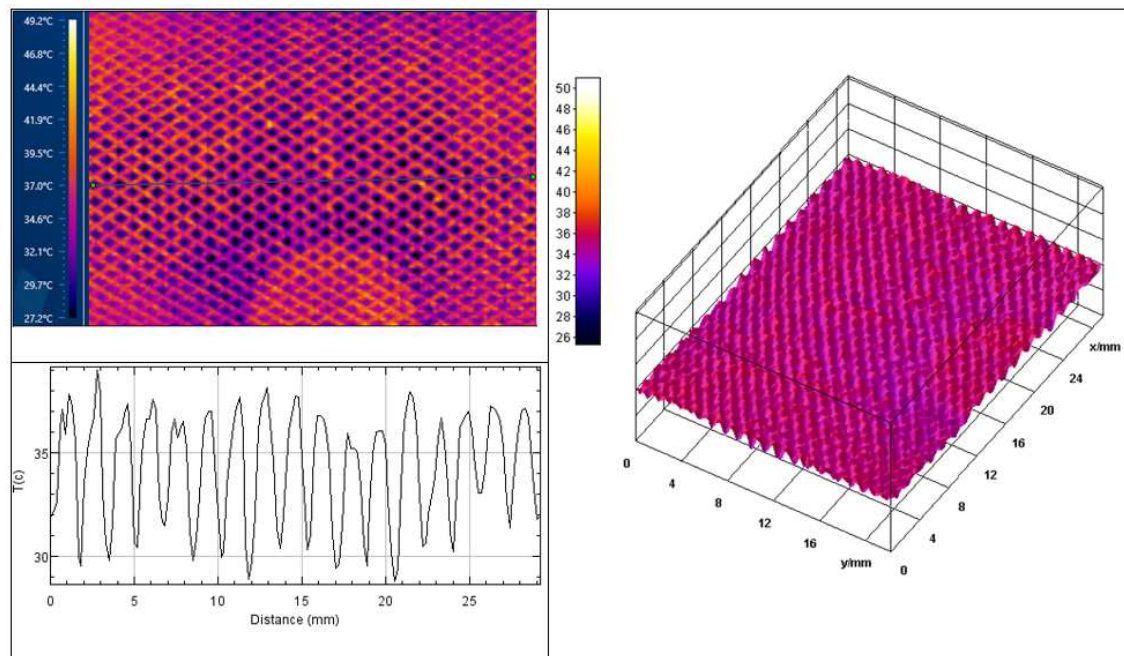 49.2°C
46.8°C
44.4°C
41.9°C
39.5°C
37.0°C
34.6°C
32.1°C
29.7°C
27.2°C
50
48
46
44
42
40
38
36
34
32
30
28
26
35
30
T(c)
0 5 10 15 20 25
Distance (mm)
0
4
8
12
16
y/mm
0
4
8
12
16
20
24
x/mm